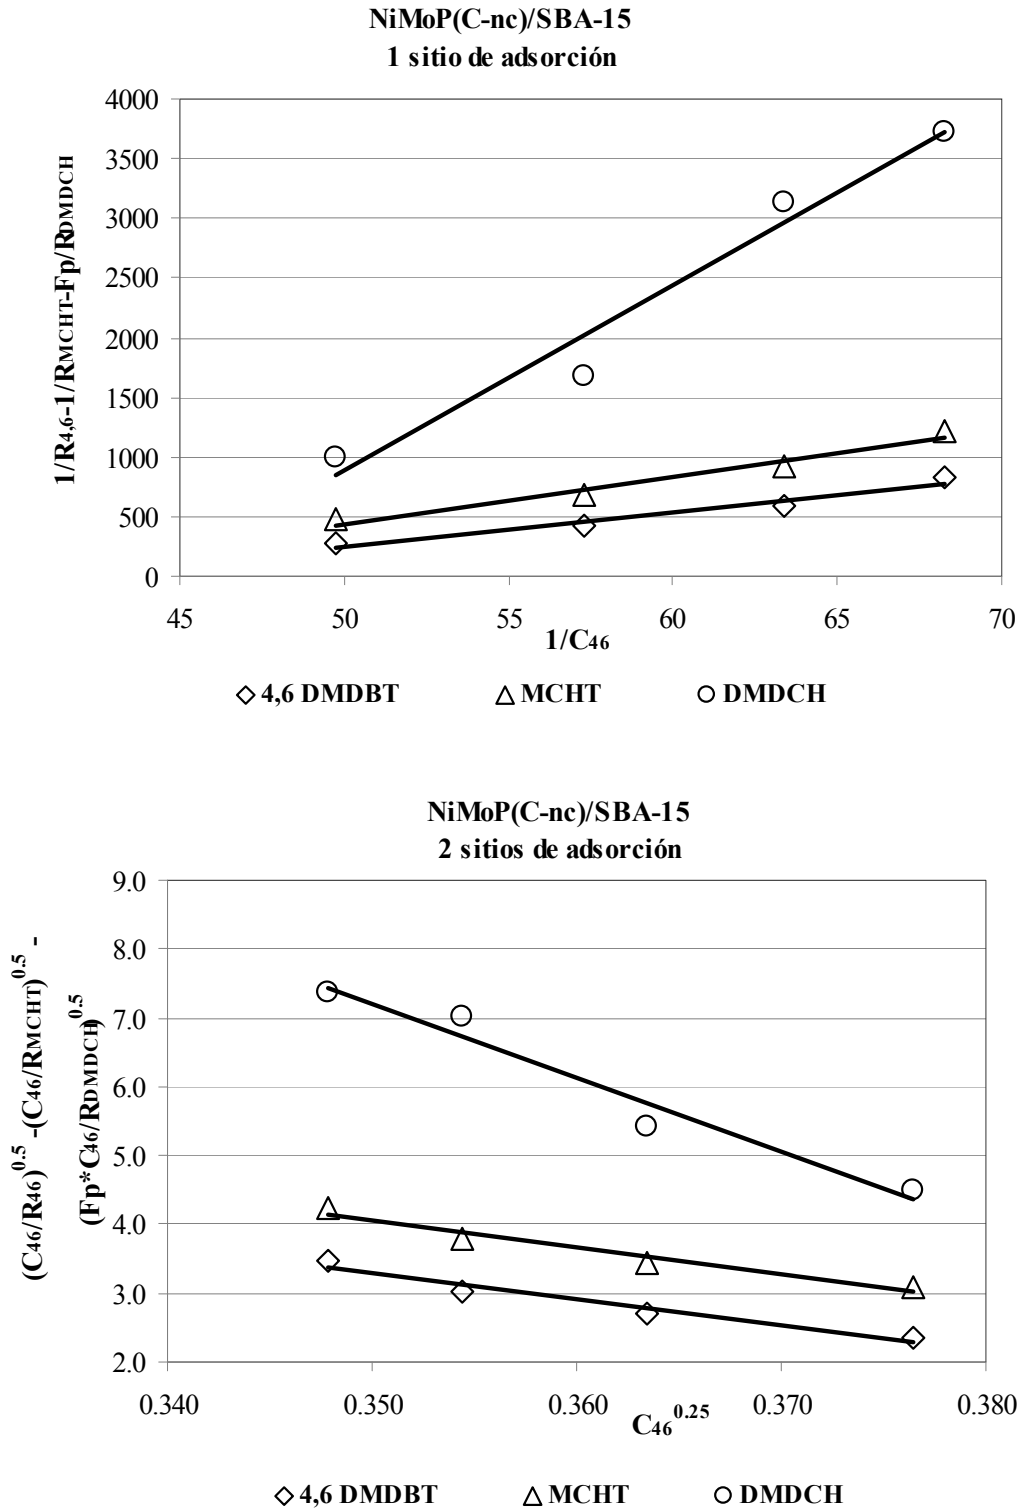 NiMoP(C-nc)/SBA-15
1 sitio de adsorción
1/R4,6-1/RMCHT-Fp/RDMDCH
4000
3500
3000
2500
2000
1500
1000
500
0
45 50 55 60 65 70
1/C46
4,6 DMDBT MCHT DMDCH
NiMoP(C-nc)/SBA-15
2 sitios de adsorción
(C46/R46)^0.5 -(C46/RMCHT)^0.5 -
(Fp*C46/RDMDCH)^0.5
9.0
8.0
7.0
6.0
5.0
4.0
3.0
2.0
0.340 0.350 0.360 0.370 0.380
C46^0.25
4,6 DMDBT MCHT DMDCH